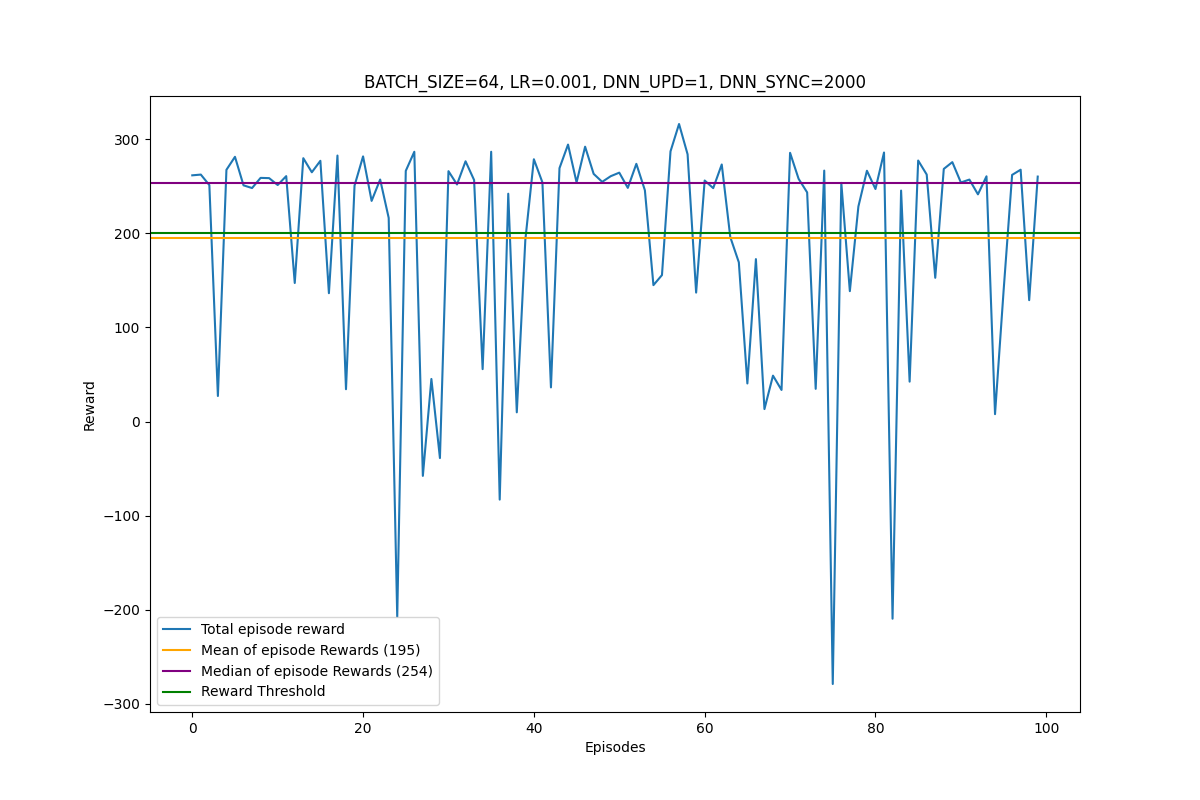 BATCH_SIZE=64, LR=0.001, DNN_UPD=1, DNN_SYNC=2000
300
200
100
0
−100
−200
−300
Reward
Total episode reward
Mean of episode Rewards (195)
Median of episode Rewards (254)
Reward Threshold
0 20 40 60 80 100
Episodes